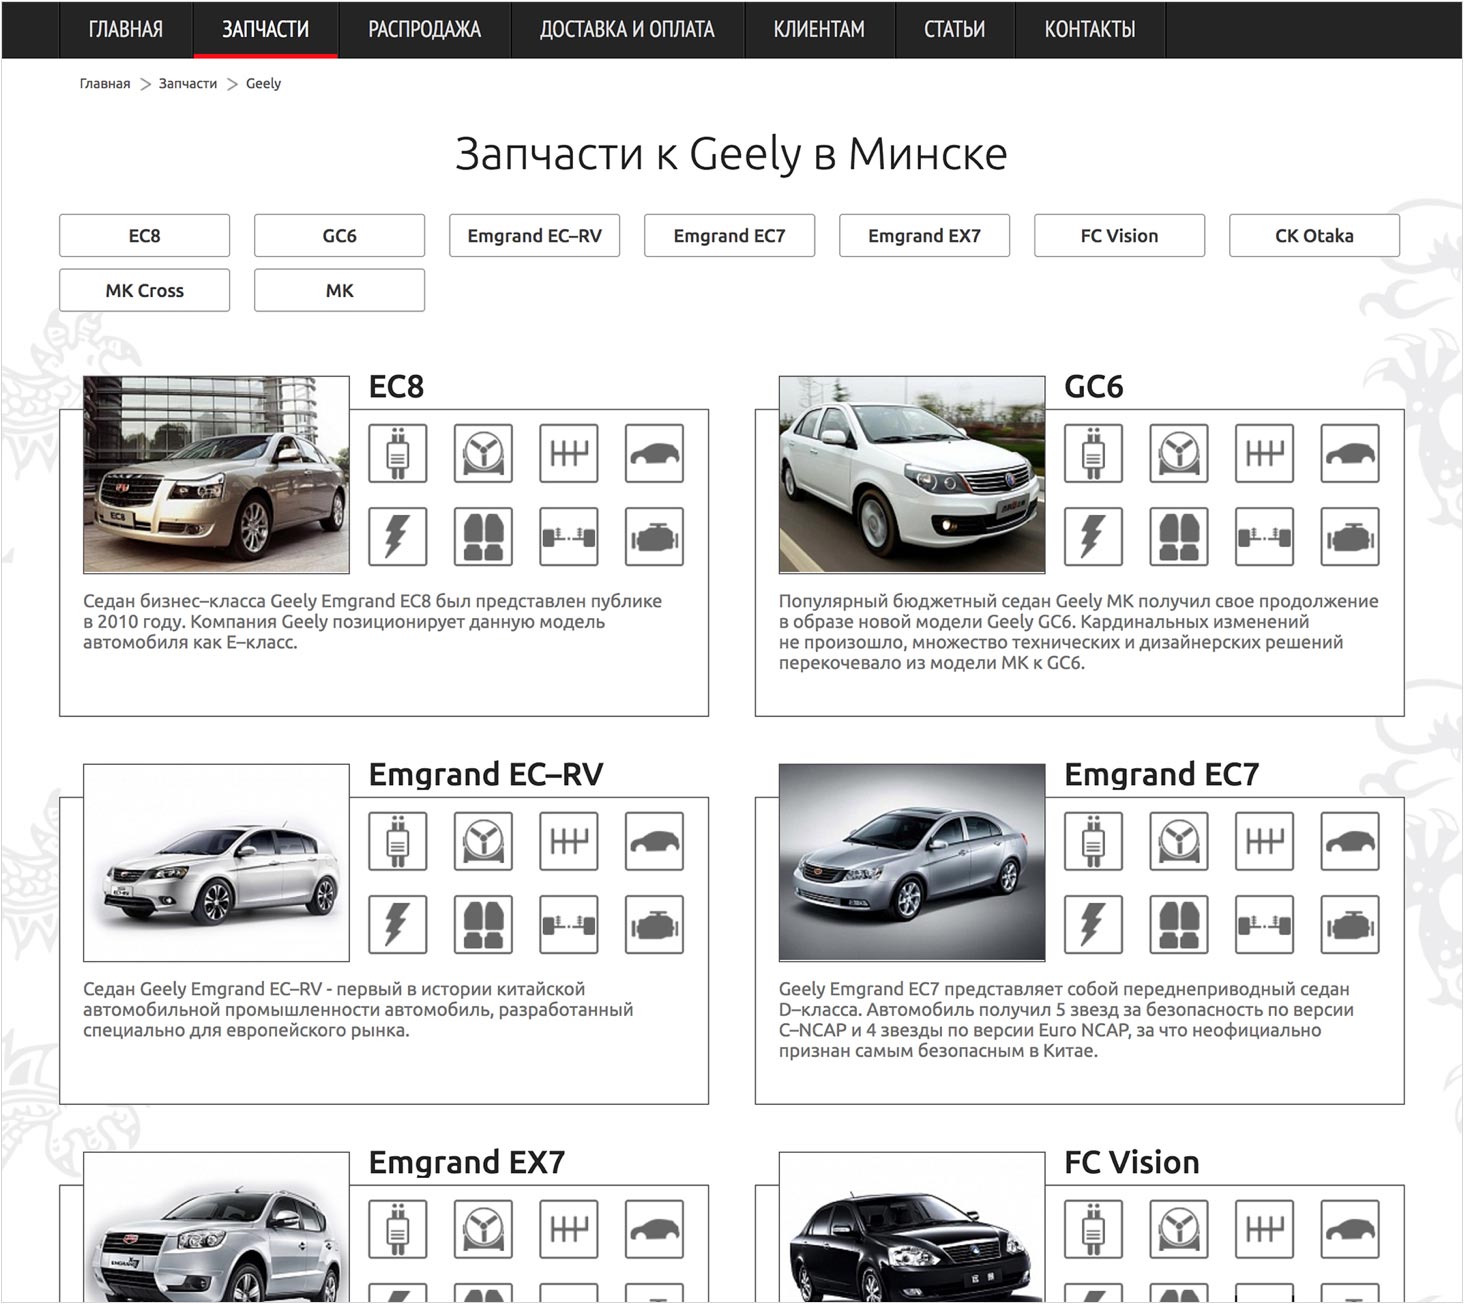 ГЛАВНАЯ ЗАПЧАСТИ РАСПРОДАЖА ДОСТАВКА И ОПЛАТА КЛИЕНТАМ СТАТЬИ КОНТАКТЫ
Главная > Запчасти > Geely
Запчасти к Geely в Минске
EC8 GC6 Emgrand EC–RV Emgrand EC7 Emgrand EX7 FC Vision CK Otaka
MK Cross MK
EC8
EC8
Седан бизнес–класса Geely Emgrand EC8 был представлен публике
в 2010 году. Компания Geely позиционирует данную модель
автомобиля как E–класс.
GC6
Популярный бюджетный седан Geely MK получил свое продолжение
в образе новой модели Geely GC6. Кардинальных изменений
не произошло, множество технических и дизайнерских решений
перекочевало из модели MK к GC6.
Emgrand EC–RV
Седан Geely Emgrand EC–RV - первый в истории китайской
автомобильной промышленности автомобиль, разработанный
специально для европейского рынка.
Emgrand EC7
Geely Emgrand EC7 представляет собой переднеприводный седан
D–класса. Автомобиль получил 5 звезд за безопасность по версии
C–NCAP и 4 звезды по версии Euro NCAP, за что неофициально
признан самым безопасным в Китае.
Emgrand EX7
FC Vision